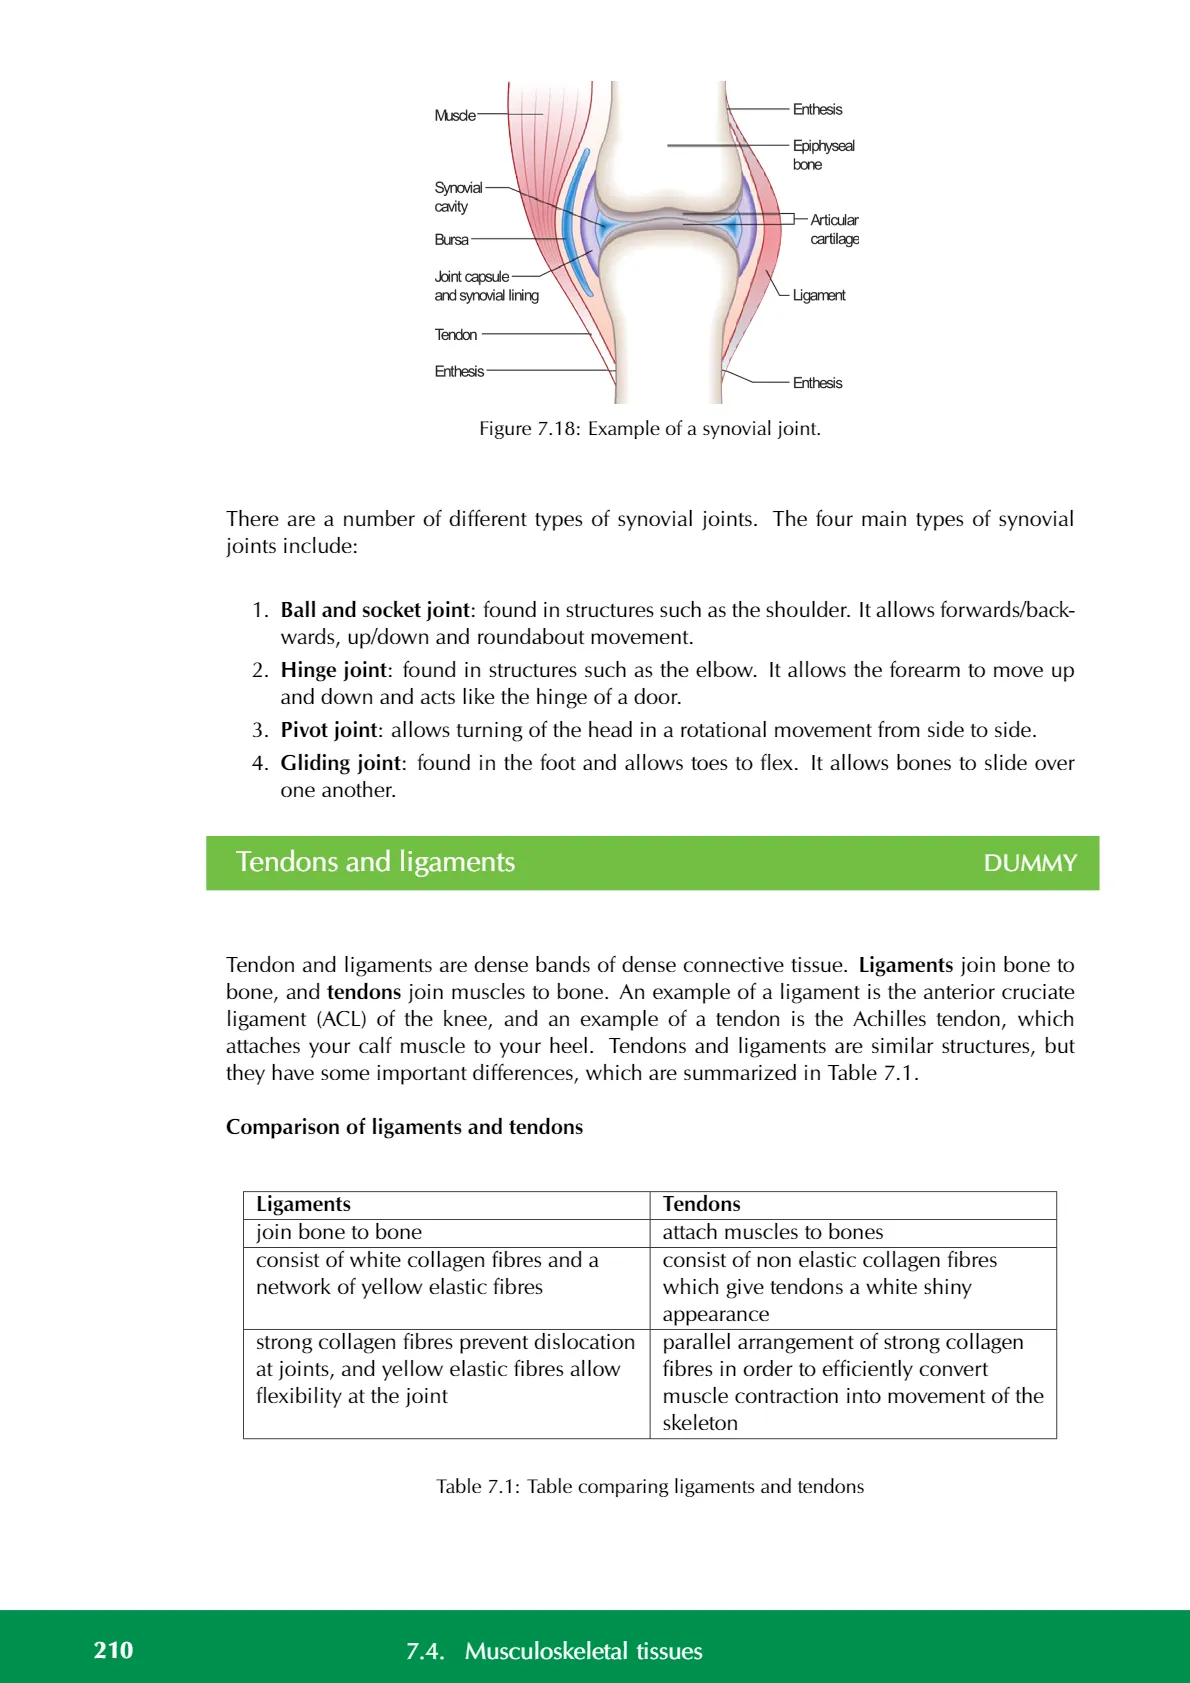 Muscle
Synovial
cavity
Bursa
Joint capsule
and synovial lining
Tendon
Enthesis
Enthesis
Epiphyseal
bone
Articular
cartilage
Ligament
Enthesis
Figure 7.18: Example of a synovial joint.
There are a number of different types of synovial joints. The four main types of synovial
joints include:
1. Ball and socket joint: found in structures such as the shoulder. It allows forwards/back-
wards, up/down and roundabout movement.
2. Hinge joint: found in structures such as the elbow. It allows the forearm to move up
and down and acts like the hinge of a door.
3. Pivot joint: allows turning of the head in a rotational movement from side to side.
4. Gliding joint: found in the foot and allows toes to flex. It allows bones to slide over
one another.
Tendons and ligaments DUMMY
Tendon and ligaments are dense bands of dense connective tissue. Ligaments join bone to
bone, and tendons join muscles to bone. An example of a ligament is the anterior cruciate
ligament (ACL) of the knee, and an example of a tendon is the Achilles tendon, which
attaches your calf muscle to your heel. Tendons and ligaments are similar structures, but
they have some important differences, which are summarized in Table 7.1.
Comparison of ligaments and tendons
Ligaments Tendons
join bone to bone attach muscles to bones
consist of white collagen fibres and a consist of non elastic collagen fibres
network of yellow elastic fibres which give tendons a white shiny
appearance
strong collagen fibres prevent dislocation parallel arrangement of strong collagen
at joints, and yellow elastic fibres allow fibres in order to efficiently convert
flexibility at the joint muscle contraction into movement of the
skeleton
Table 7.1: Table comparing ligaments and tendons
210 7.4. Musculoskeletal tissues